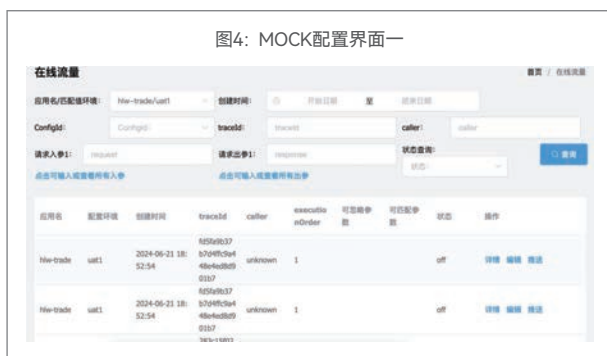 图4: MOCK配置界面一
在线流量 首页 / 在线流量
应用名/匹配值环境: hlw-trade/uat1 创建时间: 开始日期 至 结束日期
ConfigId: ConfigId traceId: traceId caller: caller
请求入参1: request 请求出参1: response 状态查询: 状态 查询
点击可输入或查看所有入参 点击可输入或查看所有出参
应用名 配置环境 创建时间 traceId caller executio 可忽略参 可匹配参 状态 操作
nOrder 数 数
fd5fa9b37
hlw-trade uat1 2024-06-21 18: b7d4ffc9a4 unknown 1 off 详情 编辑 推送
52:54 48e4ed8d9
01b7
fd5fa9b37
hlw-trade uat1 2024-06-21 18: b7d4ffc9a4 unknown 1 off 详情 编辑 推送
52:54 48e4ed8d9
01b7